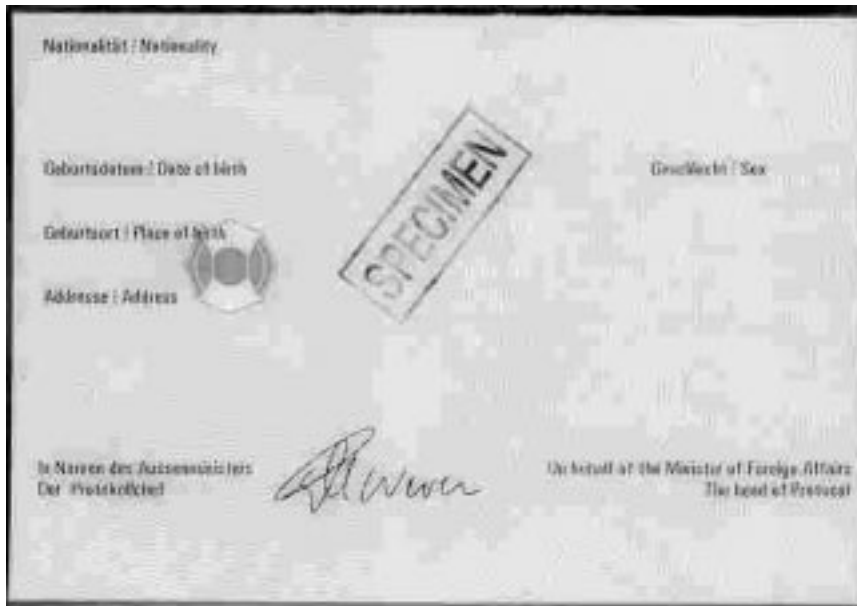 Nationalität / Nationality
Geburtsdatum / Date of birth
Geschlecht / Sex
Geburtsort / Place of birth
Addresse / Address
SPECIMEN
In Namen des Aussenministers
Der Protokollchef
On behalf of the Minister of Foreign Affairs
The head of Protocol